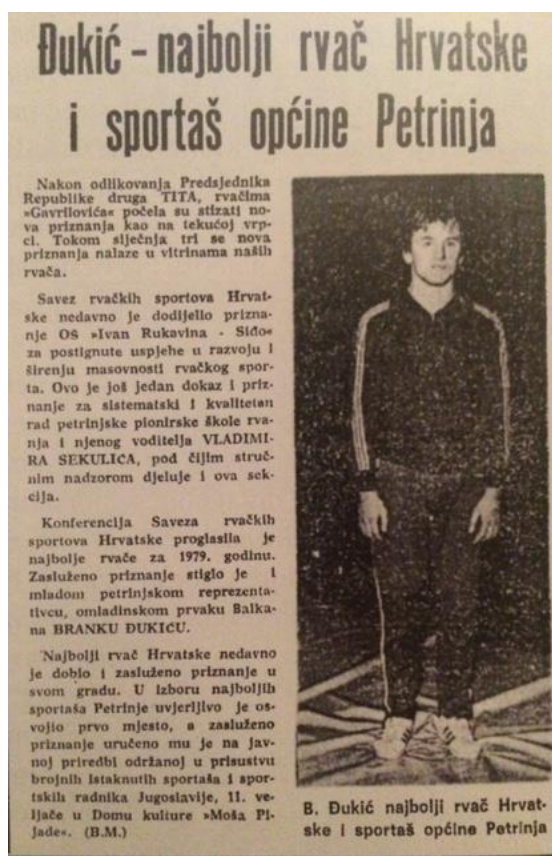 Đukić – najbolji rvač Hrvatske
i sportaš općine Petrinja
Nakon odlikovanja Predsjednika
Republike druga TITA, rvačima
»Gavrilovića« počela su stizati no-
va priznanja kao na tekućoj vrp-
ci. Tokom siječnja tri se nova
priznanja nalaze u vitrinama naših
rvača.
Savez rvačkih sportova Hrvat-
ske nedavno je dodijelio prizna-
nje OŠ »Ivan Rukavina - Siđo«
za postignute uspjehe u razvoju i
širenju masovnosti rvačkog spor-
ta. Ovo je još jedan dokaz i priz-
nanje za sistematski i kvalitetan
rad petrinjske pionirske škole rva-
nja i njenog voditelja VLADIMI-
RA SEKULIĆA, pod čijim struč-
nim nadzorom djeluje i ova sek-
cija.
Konferencija Saveza rvačkih
sportova Hrvatske proglasila je
najbolje rvače za 1979. godinu.
Zasluženo priznanje stiglo je i
mladom petrinjskom reprezenta-
tivcu, omladinskom prvaku Balka-
na BRANKU ĐUKIĆU.
Najbolji rvač Hrvatske nedavno
je dobio i zasluženo priznanje u
svom gradu. U izboru najboljih
sportaša Petrinje uvjerljivo je os-
vojio prvo mjesto, a zasluženo
priznanje uručeno mu je na jav-
noj priredbi održanoj u prisustvu
brojnih istaknutih sportaša i spor-
tskih radnika Jugoslavije, 11. ve-
ljače u Domu kulture »Moša Pi-
jade«. (B.M.)
B. Đukić najbolji rvač Hrvat-
ske i sportaš općine Petrinja